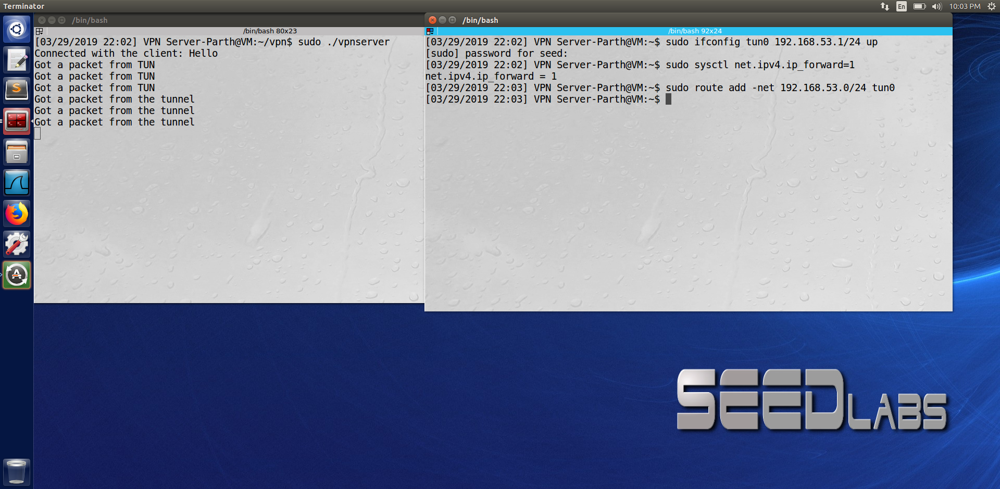 Terminator
En
10:03 PM
/bin/bash
/bin/bash 80x23
[03/29/2019 22:02] VPN Server-Parth@VM:~/vpn$ sudo ./vpnserver
Connected with the client: Hello
Got a packet from TUN
Got a packet from TUN
Got a packet from TUN
Got a packet from the tunnel
Got a packet from the tunnel
Got a packet from the tunnel
/bin/bash
/bin/bash 92x24
[03/29/2019 22:02] VPN Server-Parth@VM:~$ sudo ifconfig tun0 192.168.53.1/24 up
[sudo] password for seed:
[03/29/2019 22:02] VPN Server-Parth@VM:~$ sudo sysctl net.ipv4.ip_forward=1
net.ipv4.ip_forward = 1
[03/29/2019 22:03] VPN Server-Parth@VM:~$ sudo route add -net 192.168.53.0/24 tun0
[03/29/2019 22:03] VPN Server-Parth@VM:~$
SEED LABS